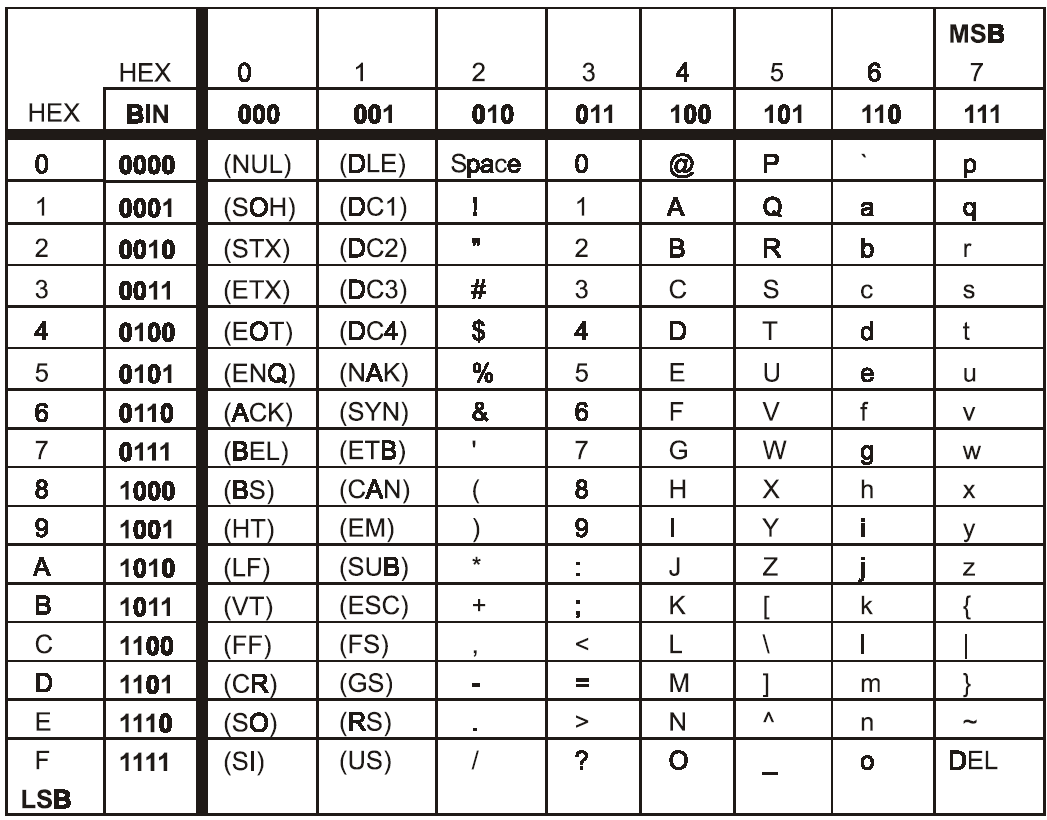 MSB
HEX 0 1 2 3 4 5 6 7
HEX BIN 000 001 010 011 100 101 110 111
0 0000 (NUL) (DLE) Space 0 @ P ` p
1 0001 (SOH) (DC1) ! 1 A Q a q
2 0010 (STX) (DC2) " 2 B R b r
3 0011 (ETX) (DC3) # 3 C S c s
4 0100 (EOT) (DC4) $ 4 D T d t
5 0101 (ENQ) (NAK) % 5 E U e u
6 0110 (ACK) (SYN) & 6 F V f v
7 0111 (BEL) (ETB) ' 7 G W g w
8 1000 (BS) (CAN) ( 8 H X h x
9 1001 (HT) (EM) ) 9 I Y i y
A 1010 (LF) (SUB) * : J Z j z
B 1011 (VT) (ESC) + ; K [ k {
C 1100 (FF) (FS) , < L \ l |
D 1101 (CR) (GS) - = M ] m }
E 1110 (SO) (RS) . > N ^ n ~
F 1111 (SI) (US) / ? O _ o DEL
LSB